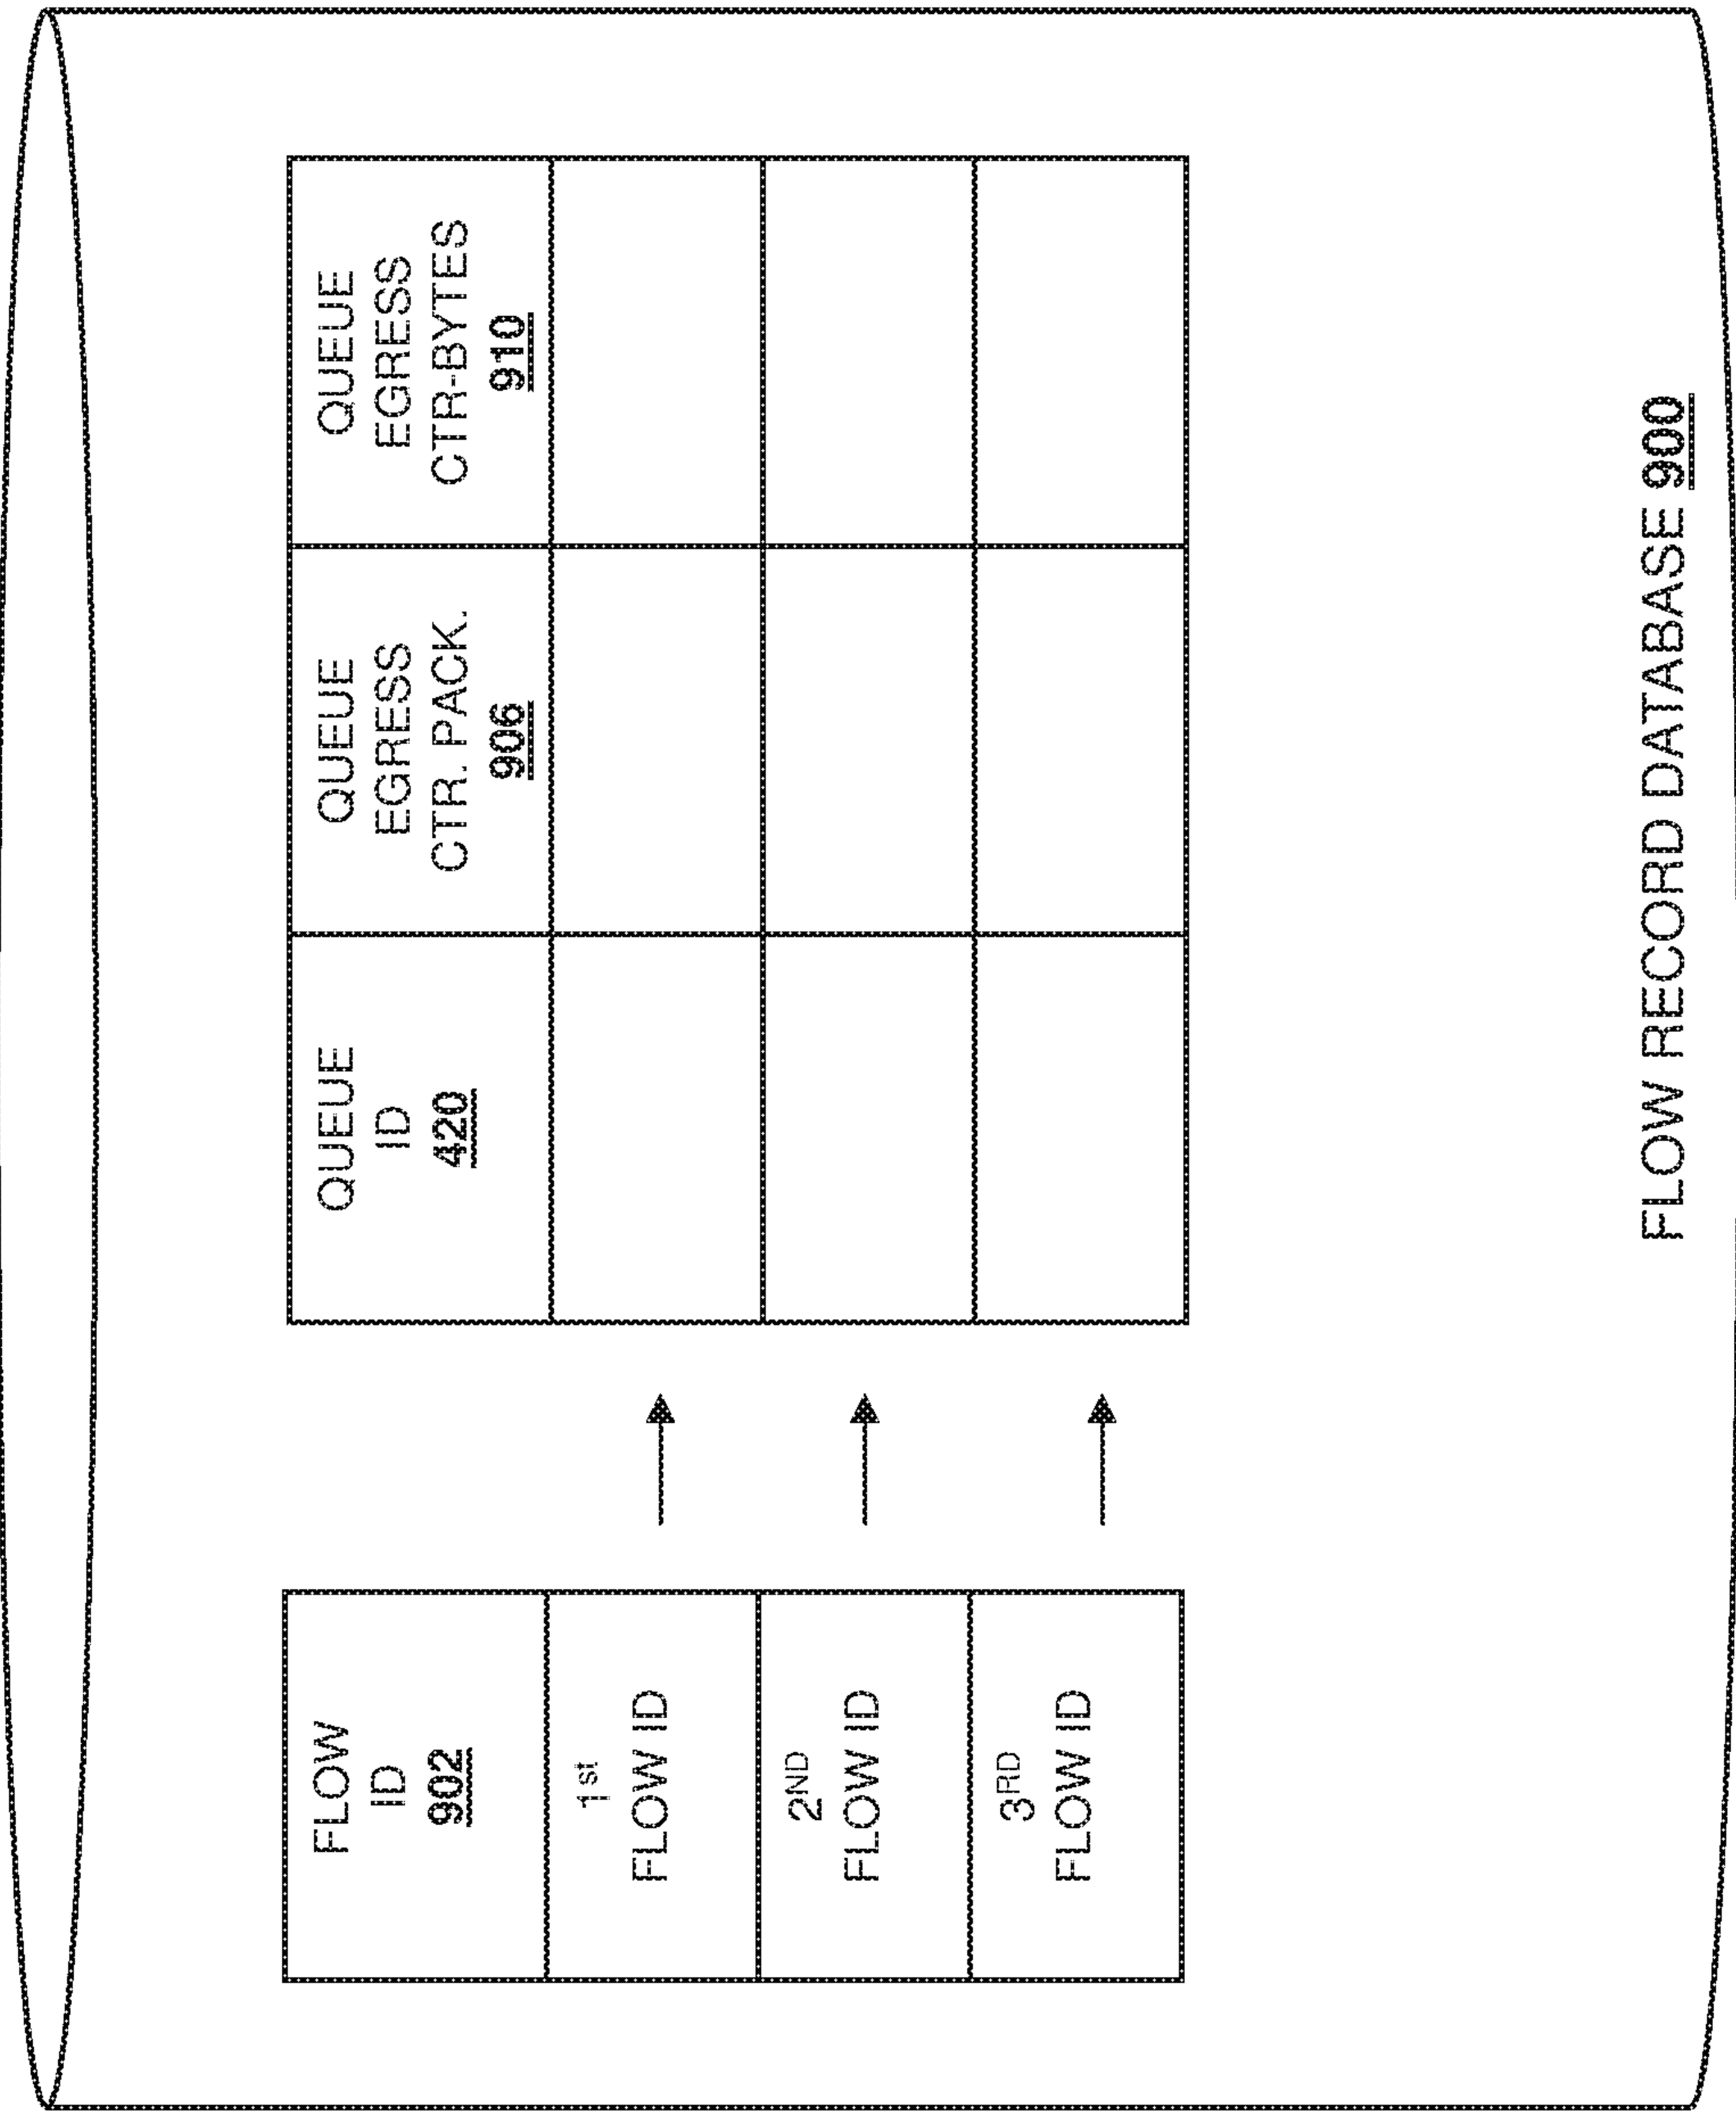 FLOW
ID
902
1st
FLOW ID
2ND
FLOW ID
3RD
FLOW ID
QUEUE
ID
420
QUEUE
EGRESS
CTR. PACK.
906
QUEUE
EGRESS
CTR-BYTES
910
FLOW RECORD DATABASE 900